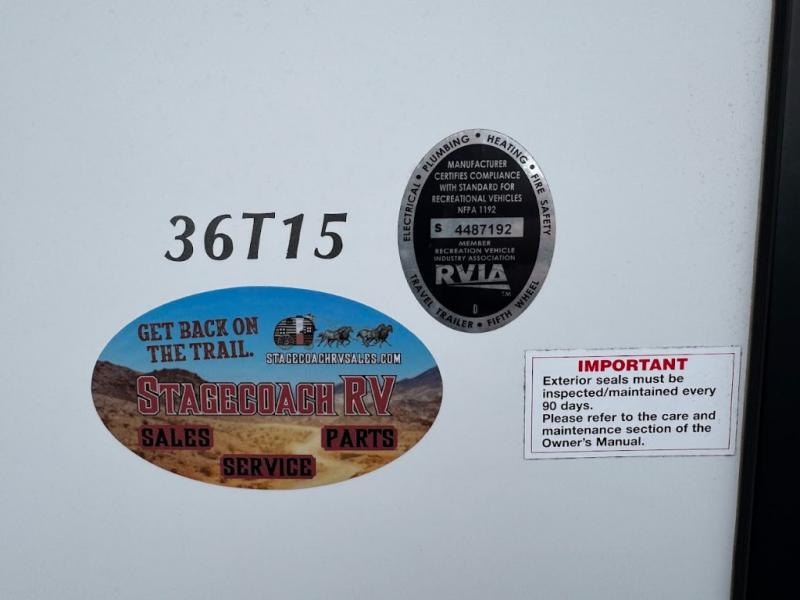 ELECTRICAL • PLUMBING • HEATING • FIRE SAFETY
MANUFACTURER
CERTIFIES COMPLIANCE
WITH STANDARD FOR
RECREATIONAL VEHICLES
NFPA 1192
S 4487192
MEMBER
RECREATION VEHICLE
INDUSTRY ASSOCIATION
RVIA
TM
D
TRAVEL TRAILER • FIFTH WHEEL
36T15
GET BACK ON
THE TRAIL.
STAGECOACHRVSALES.COM
STAGECOACH RV
SALES
PARTS
SERVICE
IMPORTANT
Exterior seals must be
inspected/maintained every
90 days.
Please refer to the care and
maintenance section of the
Owner's Manual.